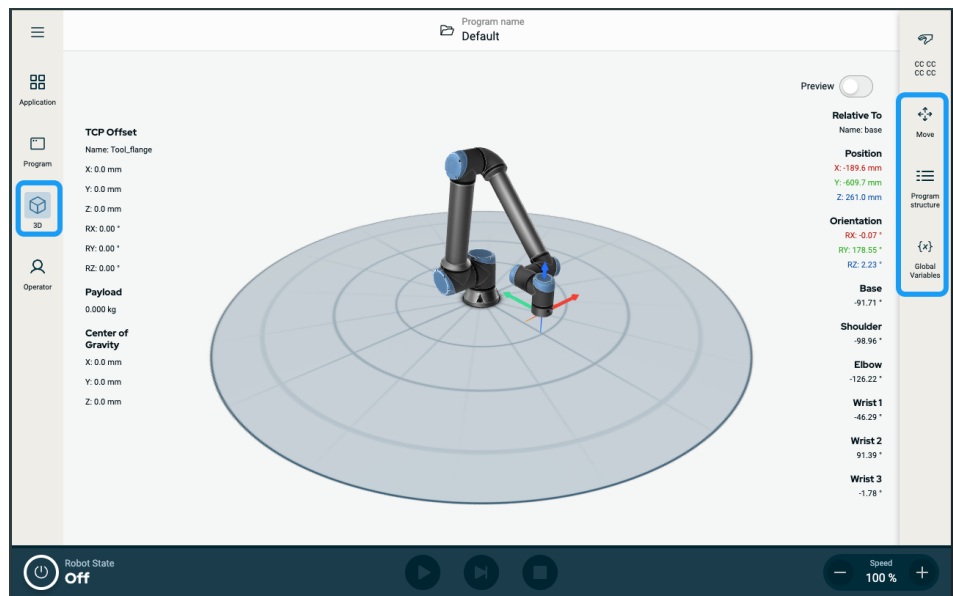 Program name
Default
Application
Program
3D
Operator
TCP Offset
Name: Tool_flange
X: 0.0 mm
Y: 0.0 mm
Z: 0.0 mm
RX: 0.00 °
RY: 0.00 °
RZ: 0.00 °
Payload
0.000 kg
Center of
Gravity
X: 0.0 mm
Y: 0.0 mm
Z: 0.0 mm
Preview
Relative To
Name: base
Position
X: -189.6 mm
Y: -609.7 mm
Z: 261.0 mm
Orientation
RX: -0.07 °
RY: 178.55 °
RZ: 2.23 °
Base
-91.71 °
Shoulder
-98.96 °
Elbow
-126.22 °
Wrist 1
-46.29 °
Wrist 2
91.39 °
Wrist 3
-1.78 °
CC CC
CC CC
Move
Program
structure
{x}
Global
Variables
Robot State
Off
Speed
100 %